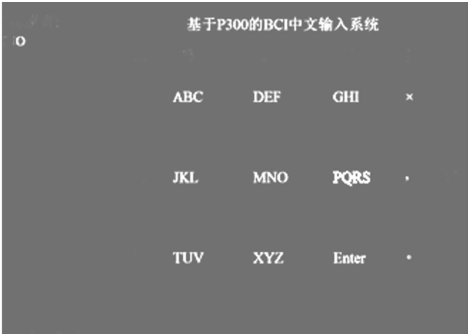 基于P300的BCI中文输入系统
O
ABC DEF GHI ×
JKL MNO PQRS ,
TUV XYZ Enter 。